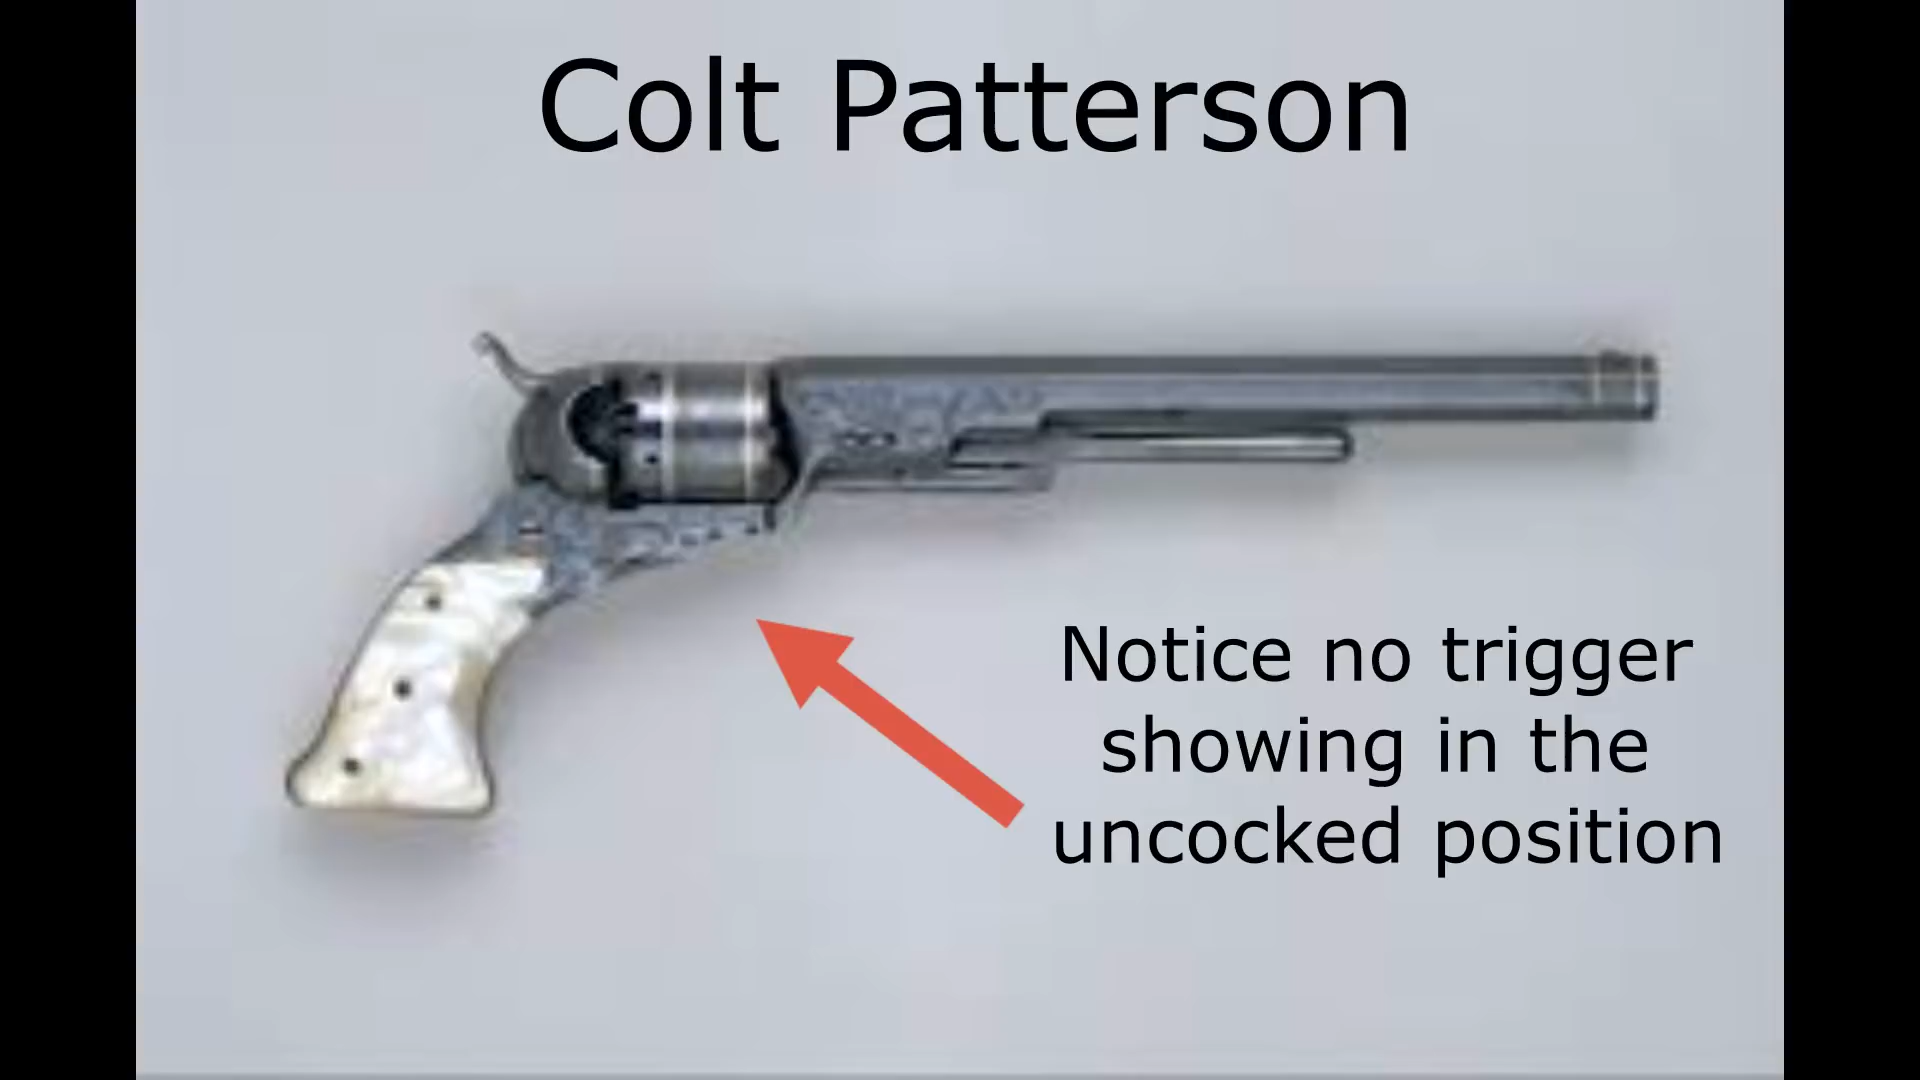 Colt Patterson
Notice no trigger
showing in the
uncocked position